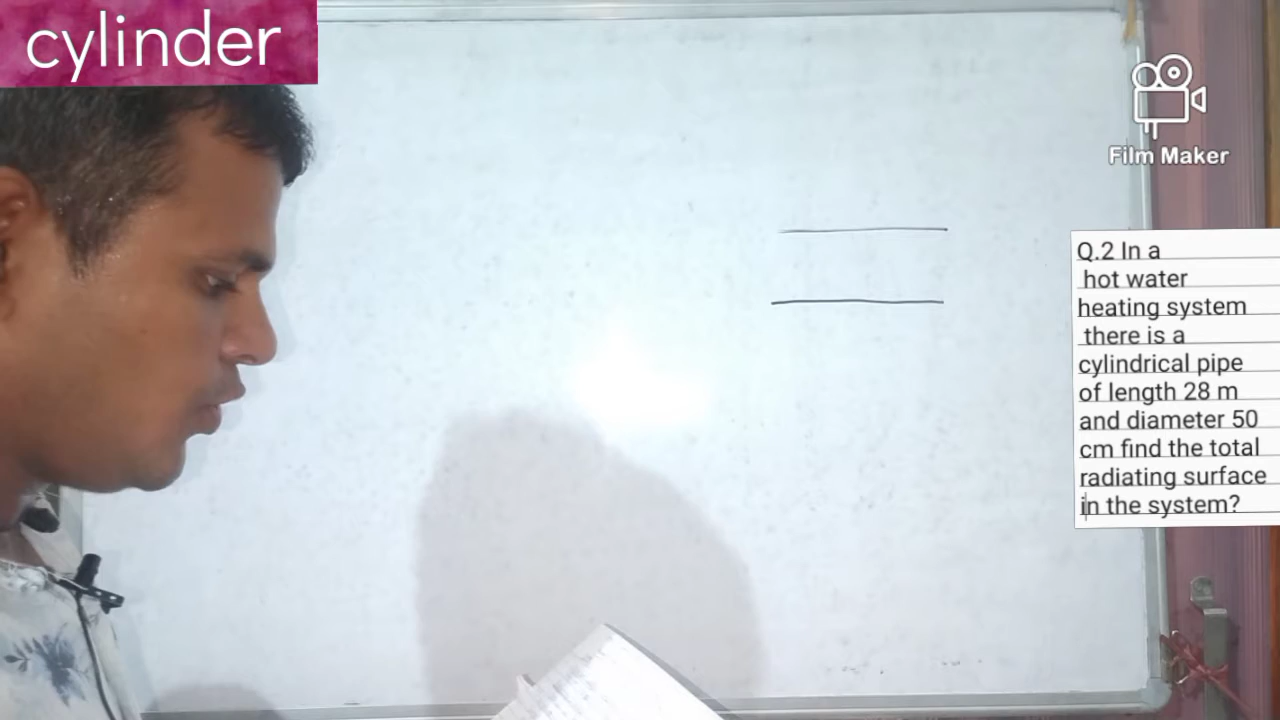 cylinder
Film Maker
Q.2 In a
hot water
heating system
there is a
cylindrical pipe
of length 28 m
and diameter 50
cm find the total
radiating surface
in the system?